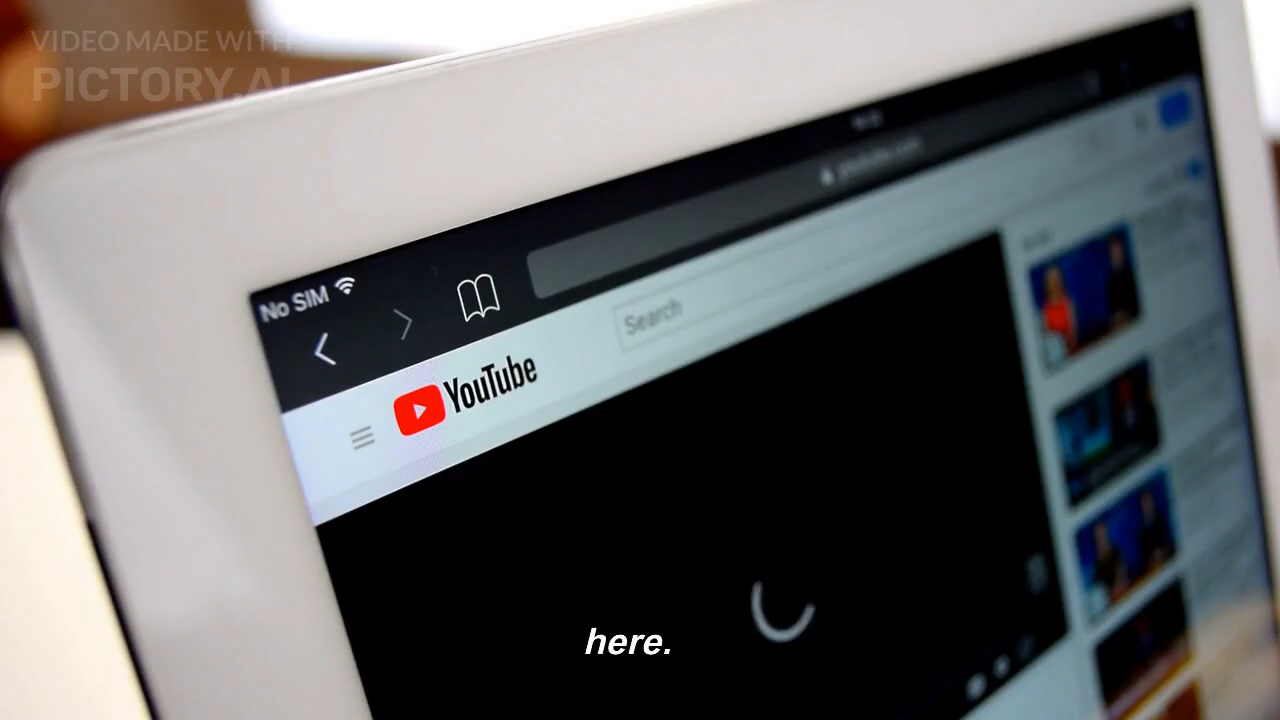 VIDEO MADE WITH
PICTORY.AI
No SIM
Search
YouTube
here.